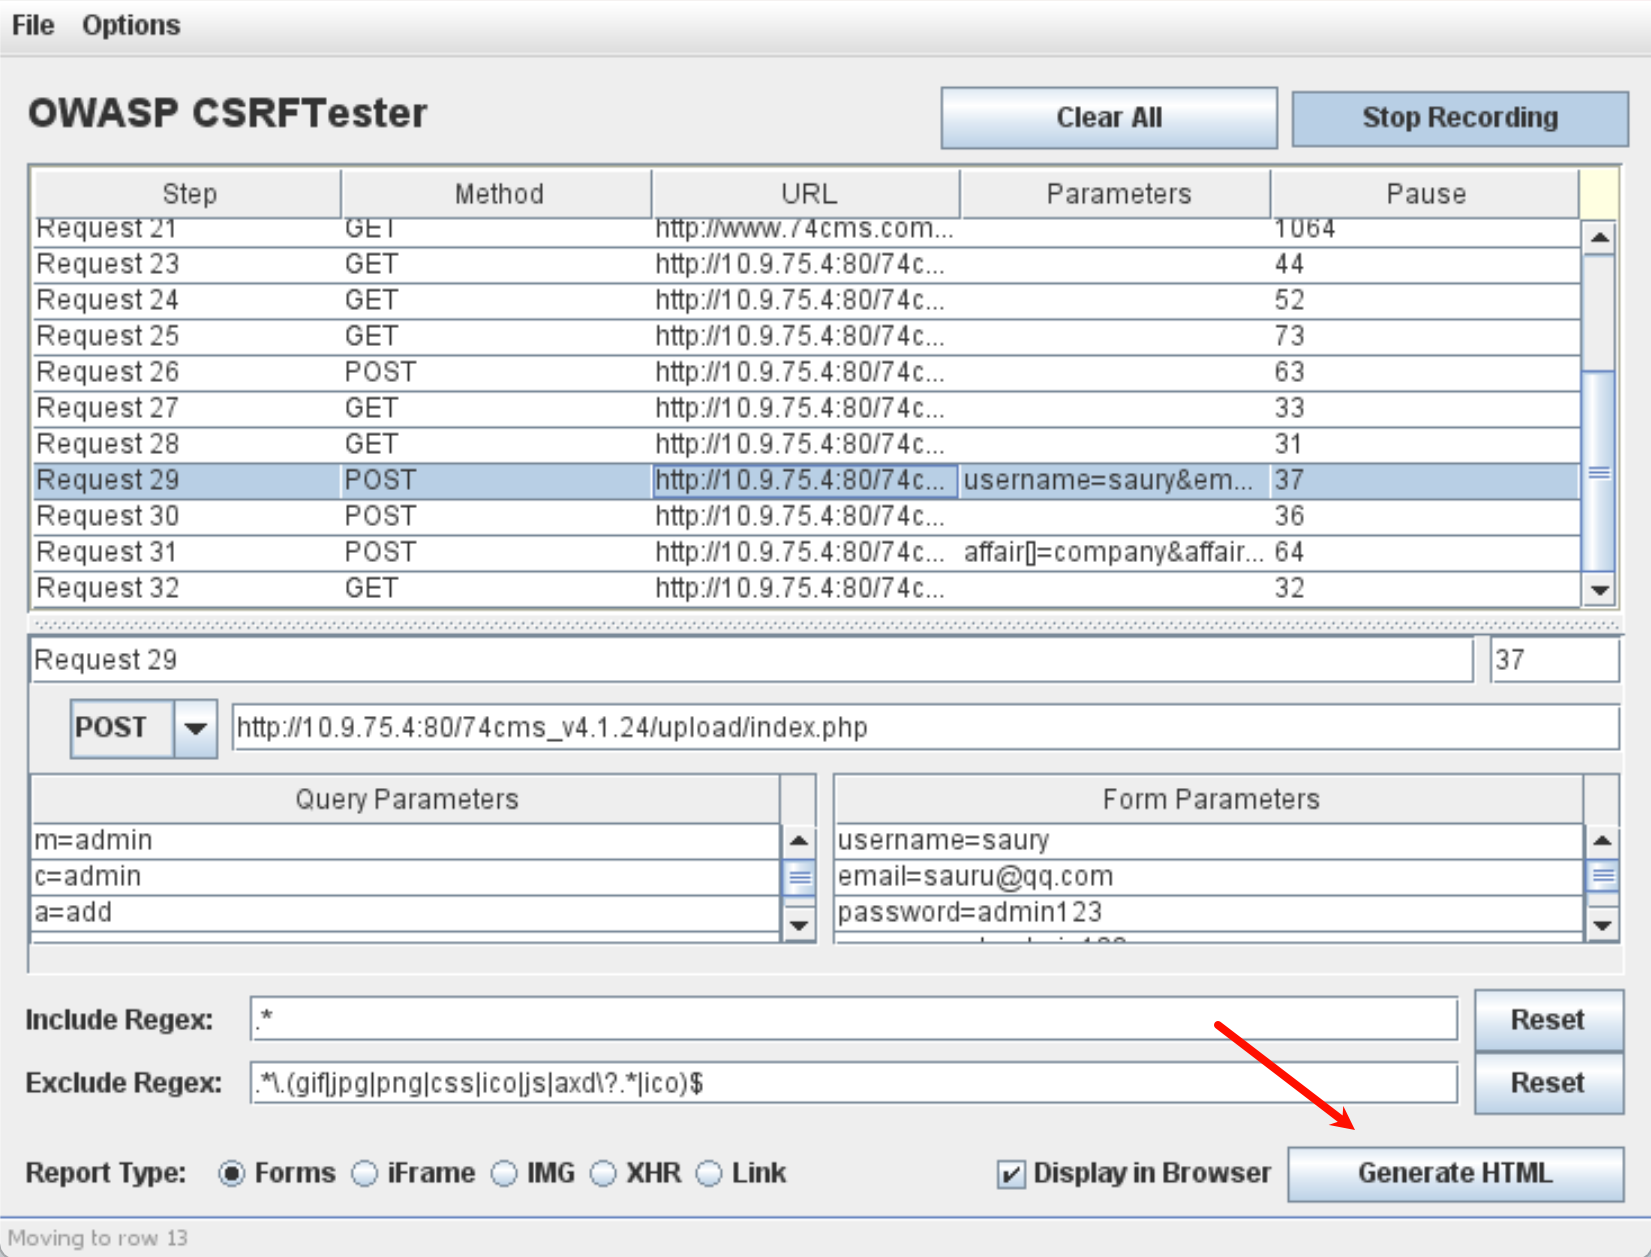 File Options
OWASP CSRFTester Clear All Stop Recording
Step Method URL Parameters Pause
Request 21 GET http://www.74cms.com... 1064
Request 23 GET http://10.9.75.4:80/74c... 44
Request 24 GET http://10.9.75.4:80/74c... 52
Request 25 GET http://10.9.75.4:80/74c... 73
Request 26 POST http://10.9.75.4:80/74c... 63
Request 27 GET http://10.9.75.4:80/74c... 33
Request 28 GET http://10.9.75.4:80/74c... 31
Request 29 POST http://10.9.75.4:80/74c... username=saury&em... 37
Request 30 POST http://10.9.75.4:80/74c... 36
Request 31 POST http://10.9.75.4:80/74c... affair[]=company&affair... 64
Request 32 GET http://10.9.75.4:80/74c... 32
Request 29 37
POST http://10.9.75.4:80/74cms_v4.1.24/upload/index.php
Query Parameters Form Parameters
m=admin username=saury
c=admin email=sauru@qq.com
a=add password=admin123
Include Regex: .* Reset
Exclude Regex: .*\.(gif|jpg|png|css|ico|js|axd\?.*|ico)$ Reset
Report Type: Forms iFrame IMG XHR Link Display in Browser Generate HTML
Moving to row 13